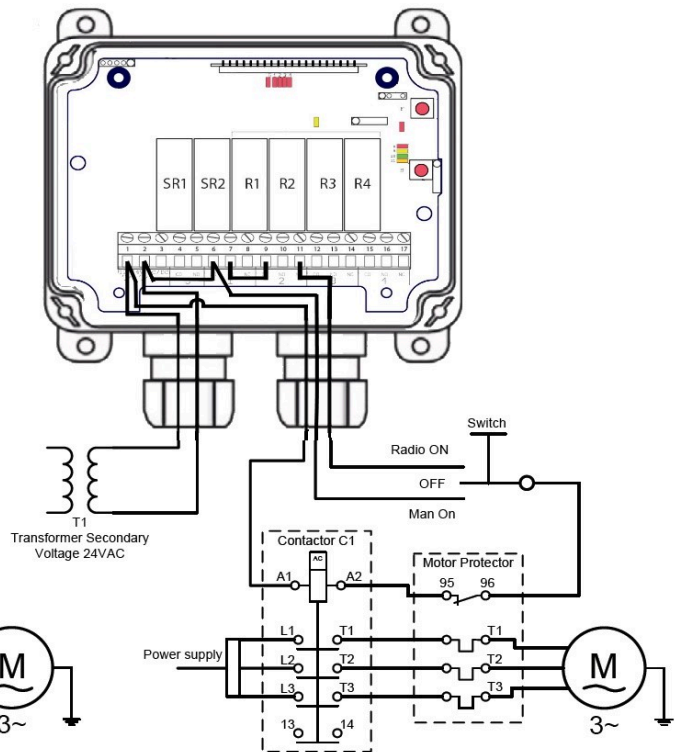 SR1 SR2 R1 R2 R3 R4
1 2 3 4 5 6 7 8 9 10 11 12 13 14 15 16 17
Switch
Radio ON
OFF
Man On
T1
Transformer Secondary
Voltage 24VAC
Contactor C1
AC
A1 A2
Motor Protector
95 96
Power supply
L1 T1 T1
L2 T2 T2
L3 T3 T3
13 14
M
3~
M
3~